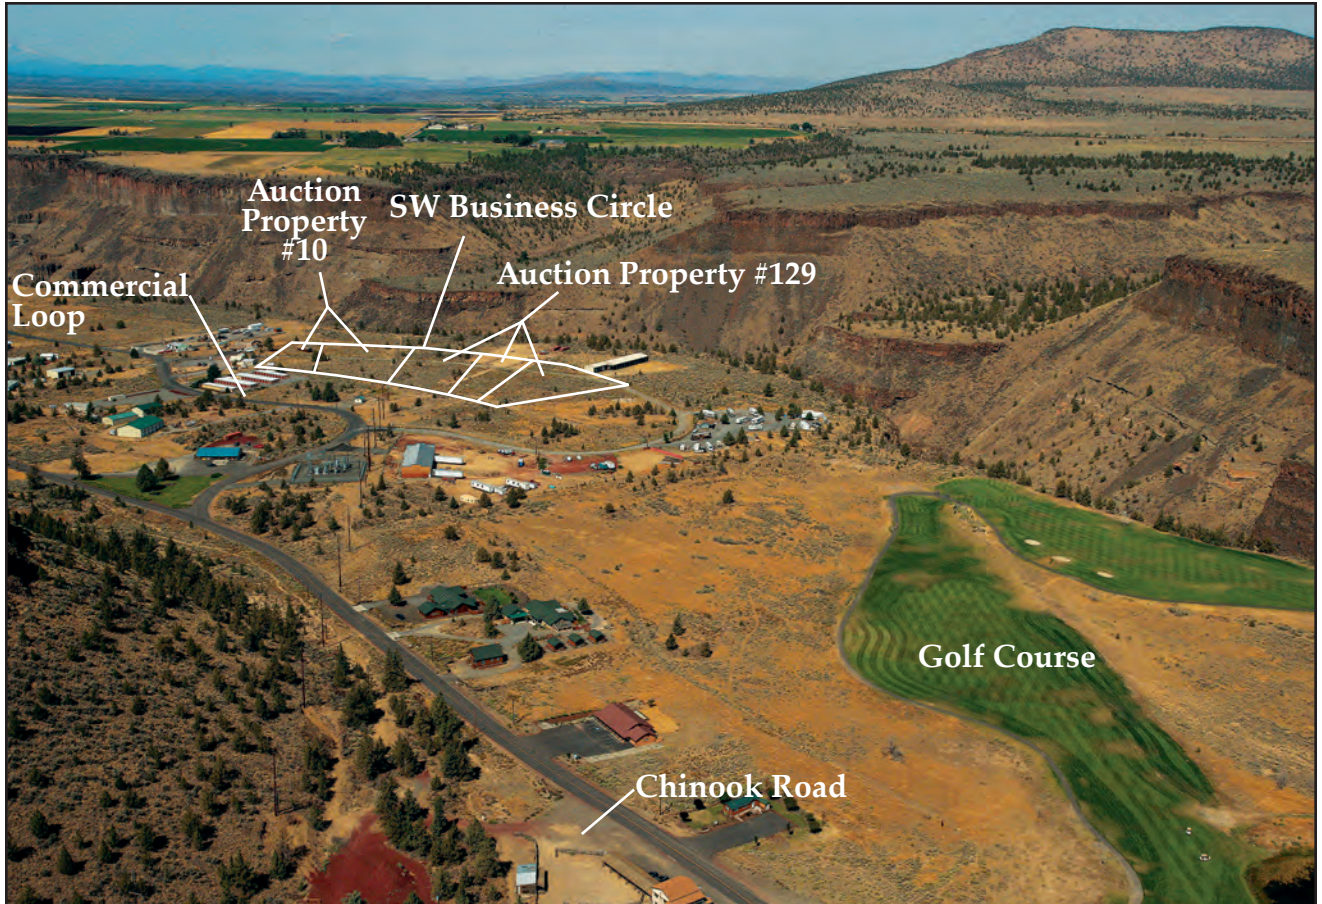 Auction
Property
#10
SW Business Circle
Auction Property #129
Commercial
Loop
Golf Course
Chinook Road